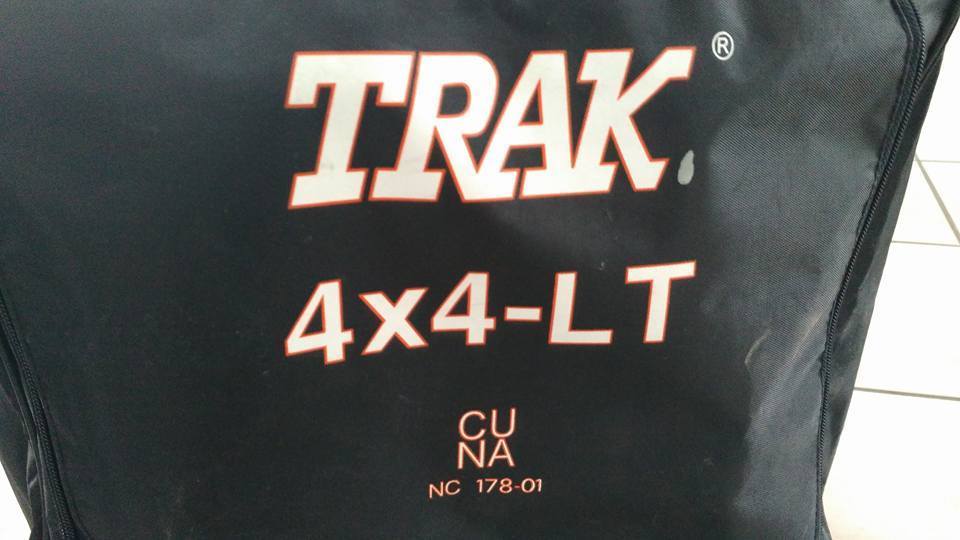 TRAK®
4x4-LT
CU
NA
NC 178-01